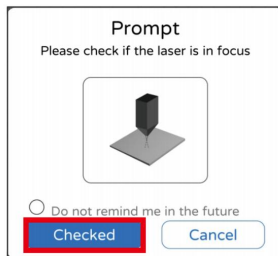 Prompt
Please check if the laser is in focus
Do not remind me in the future
Checked
Cancel